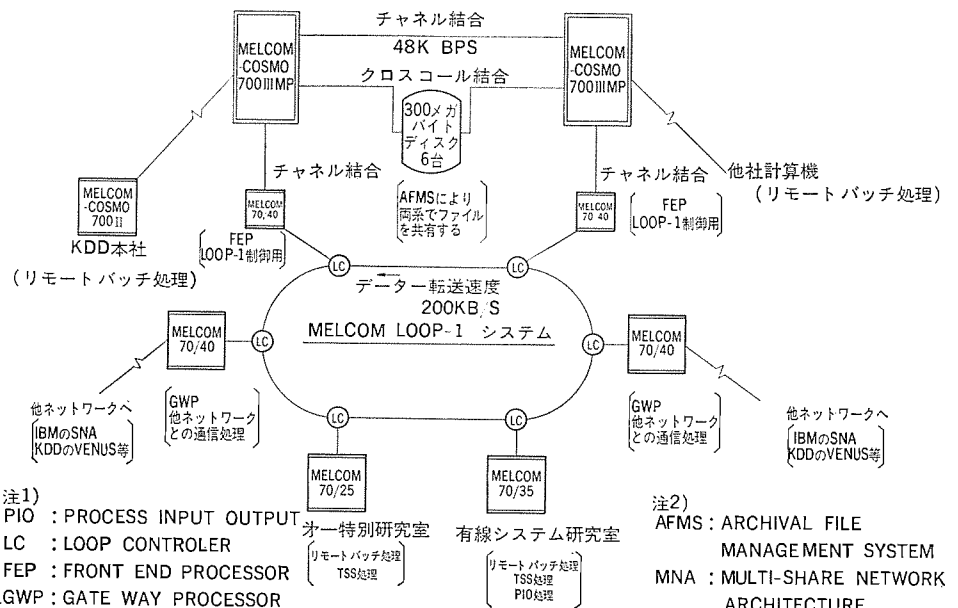 チャネル結合
48K BPS
クロスコール結合
MELCOM
-COSMO
700ⅢMP
MELCOM
-COSMO
700ⅢMP
300メガ
バイト
ディスク
6台
MELCOM
-COSMO
700Ⅱ
KDD本社
(リモートバッチ処理)
チャネル結合
MELCOM
70/40
FEP
LOOP-1制御用
AFMSにより
両系でファイル
を共有する
チャネル結合
MELCOM
70/40
FEP
LOOP-1制御用
他社計算機
(リモートバッチ処理)
LC
LC
データー転送速度
200KB/S
MELCOM LOOP-1 システム
MELCOM
70/40
LC
LC
MELCOM
70/40
他ネットワークへ
IBMのSNA
KDDのVENUS等
GWP
他ネットワーク
との通信処理
GWP
他ネットワーク
との通信処理
他ネットワークへ
IBMのSNA
KDDのVENUS等
LC
LC
MELCOM
70/25
MELCOM
70/35
㐧一特別研究室
リモートバッチ処理
TSS処理
有線システム研究室
リモートバッチ処理
TSS処理
PIO処理
注1)
PIO : PROCESS INPUT OUTPUT
LC : LOOP CONTROLER
FEP : FRONT END PROCESSOR
GWP : GATE WAY PROCESSOR
注2)
AFMS : ARCHIVAL FILE
MANAGEMENT SYSTEM
MNA : MULTI-SHARE NETWORK
ARCHITECTURE